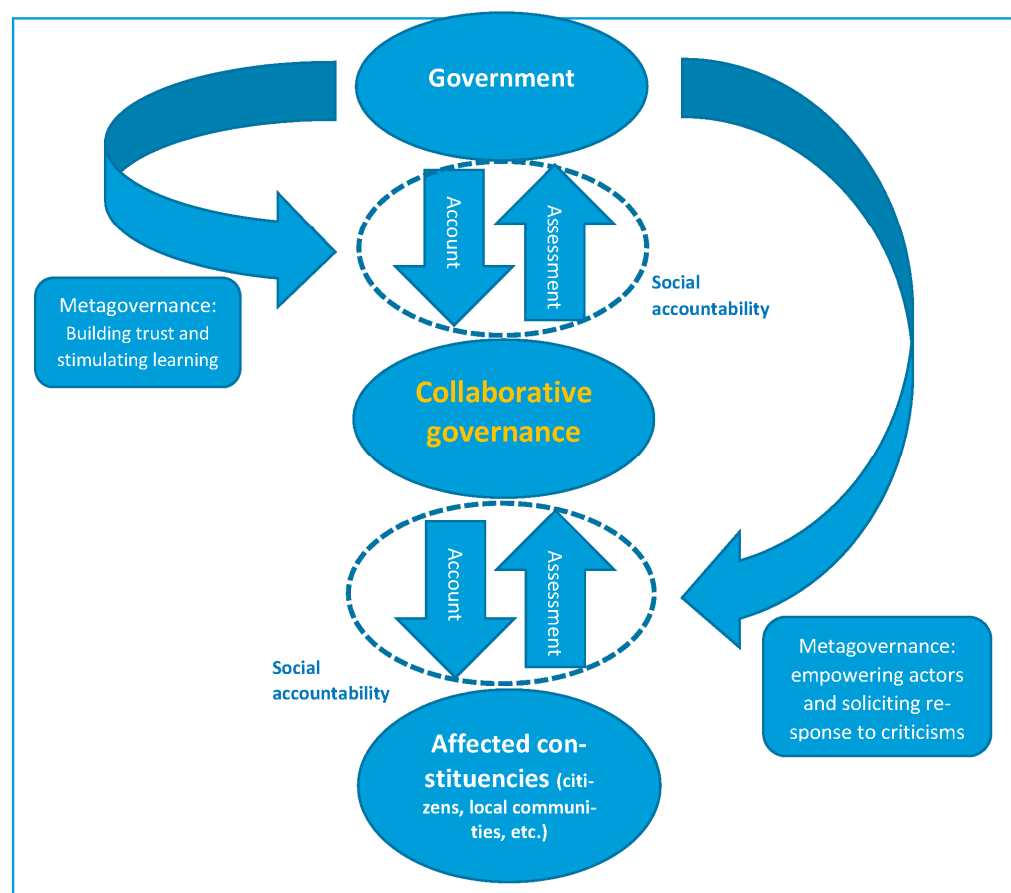 Government
Account
Assessment
Social
accountability
Metagovernance:
Building trust and
stimulating learning
Collaborative
governance
Account
Assessment
Social
accountability
Metagovernance:
empowering actors
and soliciting re-
sponse to criticisms
Affected con-
stituencies (citi-
zens, local communi-
ties, etc.)